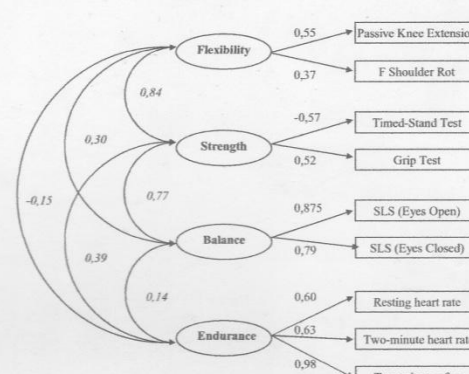 0,55
Passive Knee Extension
Flexibility
0,37
F Shoulder Rot
0,84
-0,57
Timed-Stand Test
0,30
Strength
0,52
Grip Test
-0,15
0,77
0,875
SLS (Eyes Open)
Balance
0,39
0,79
SLS (Eyes Closed)
0,14
0,60
Resting heart rate
Endurance
0,63
Two-minute heart rate
0,98